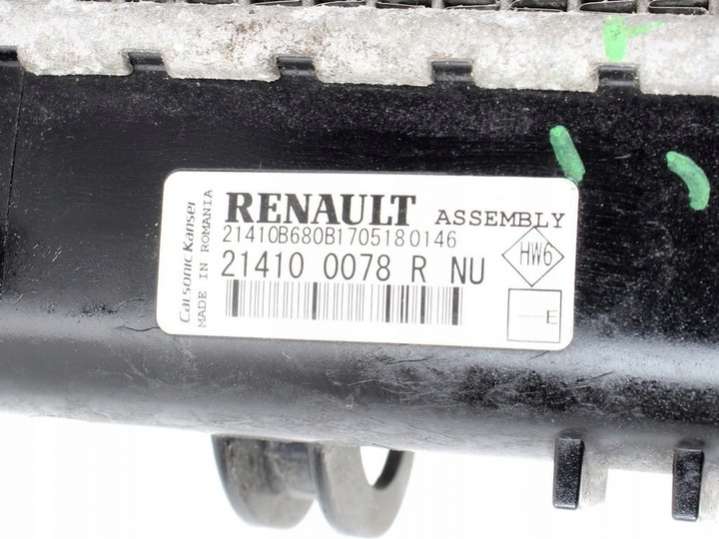 RENAULT ASSEMBLY
21410B680B1705180146
21410 0078 R NU
HW6
E
Calsonic Kansei
MADE IN ROMANIA